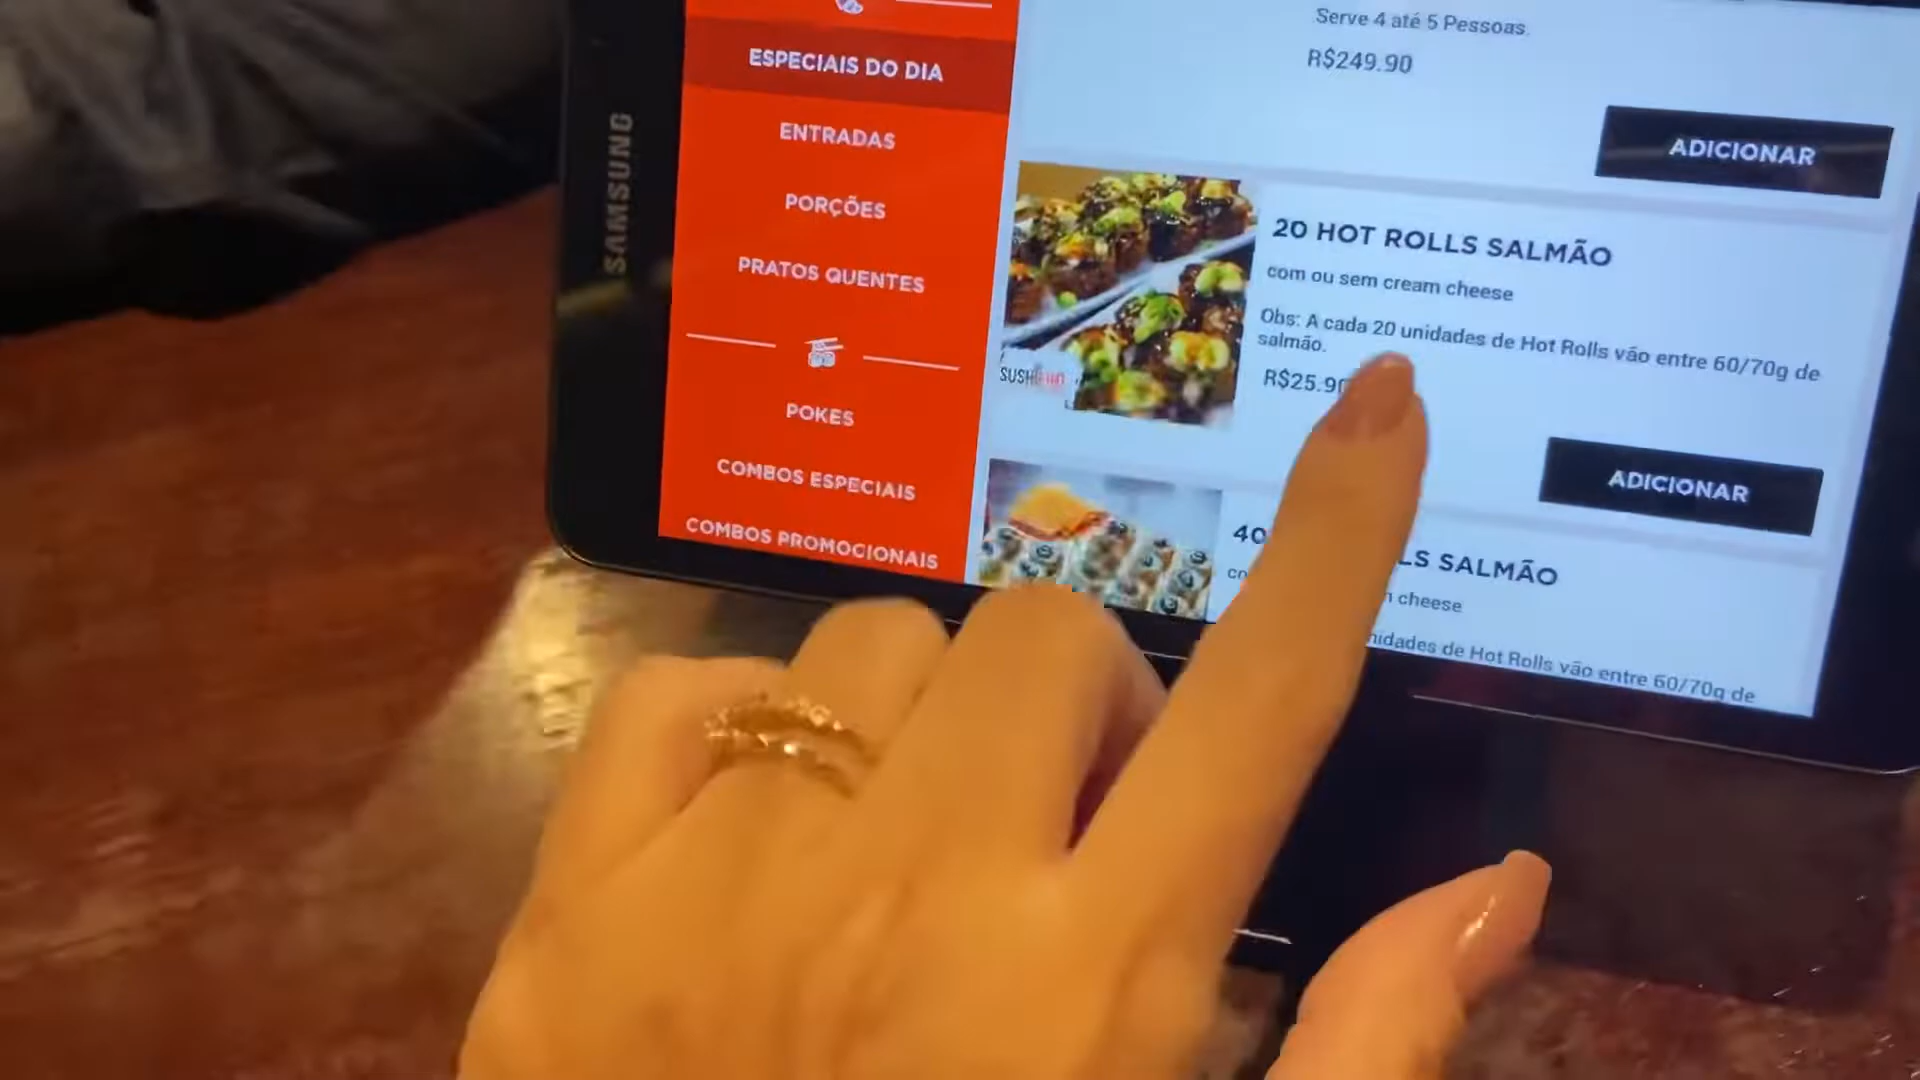 SAMSUNG
ESPECIAIS DO DIA
ENTRADAS
PORÇÕES
PRATOS QUENTES
POKES
COMBOS ESPECIAIS
COMBOS PROMOCIONAIS
Serve 4 até 5 Pessoas.
R$249.90
ADICIONAR
20 HOT ROLLS SALMÃO
com ou sem cream cheese
Obs: A cada 20 unidades de Hot Rolls vão entre 60/70g de
salmão.
R$25.90
ADICIONAR
40 LS SALMÃO
cheese
de Hot Rolls vão entre 60/70g de